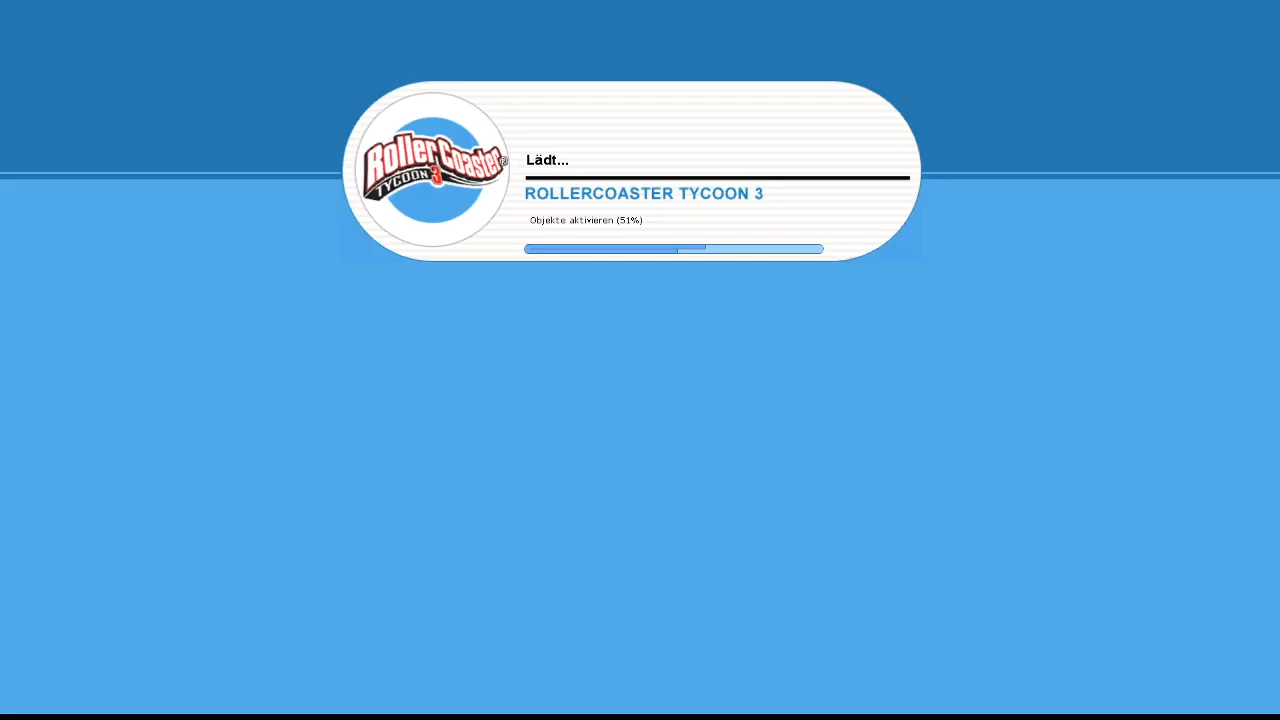 RollerCoaster®
TYCOON 3
Lädt...
ROLLERCOASTER TYCOON 3
Objekte aktivieren (51%)